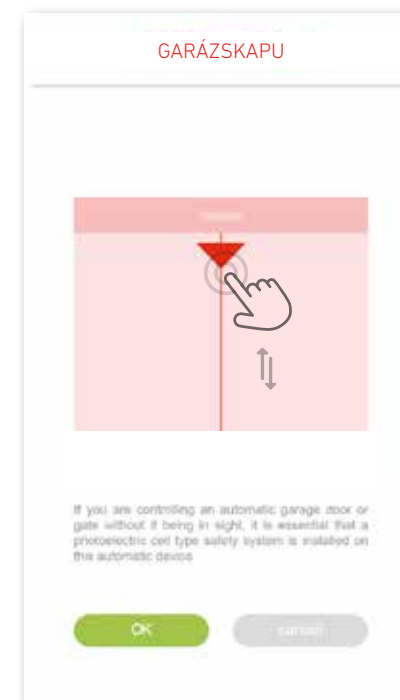 GARÁZSKAPU
If you are controlling an automatic garage door or
gate without it being in sight, it is essential that a
photoelectric cell type safety system is installed on
this automatic device
OK
cancel